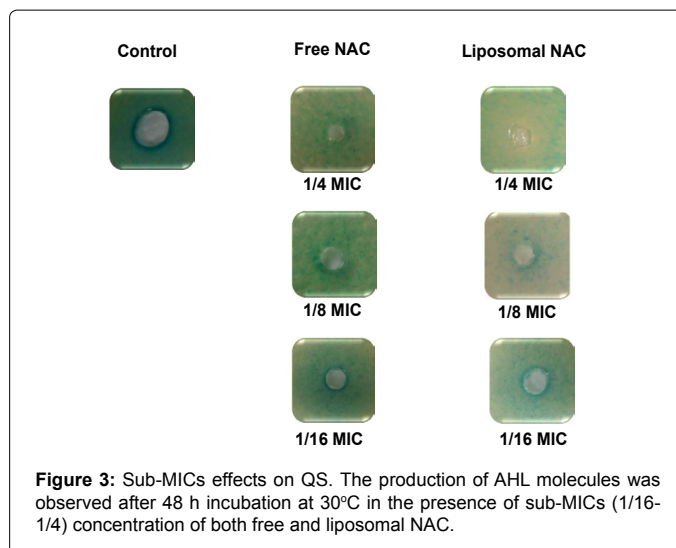 Control Free NAC Liposomal NAC
1/4 MIC 1/4 MIC
1/8 MIC 1/8 MIC
1/16 MIC 1/16 MIC
Figure 3: Sub-MICs effects on QS. The production of AHL molecules was
observed after 48 h incubation at 30°C in the presence of sub-MICs (1/16-
1/4) concentration of both free and liposomal NAC.